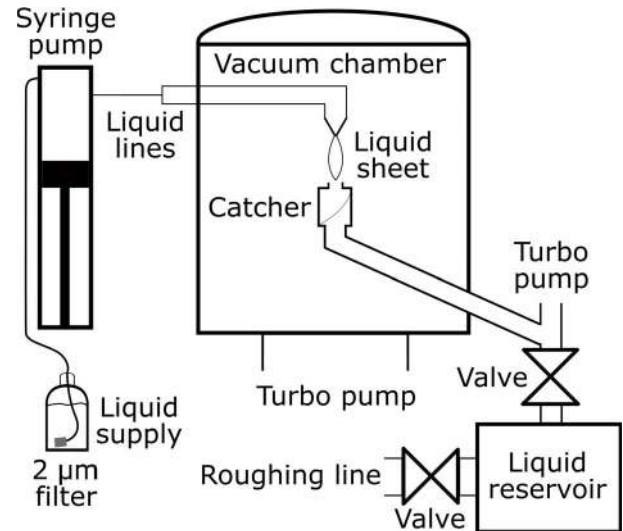 Syringe
pump
Vacuum chamber
Liquid
lines
Liquid
sheet
Catcher
Turbo
pump
Turbo pump
Valve
Liquid
supply
2 µm
filter
Roughing line
Valve
Liquid
reservoir